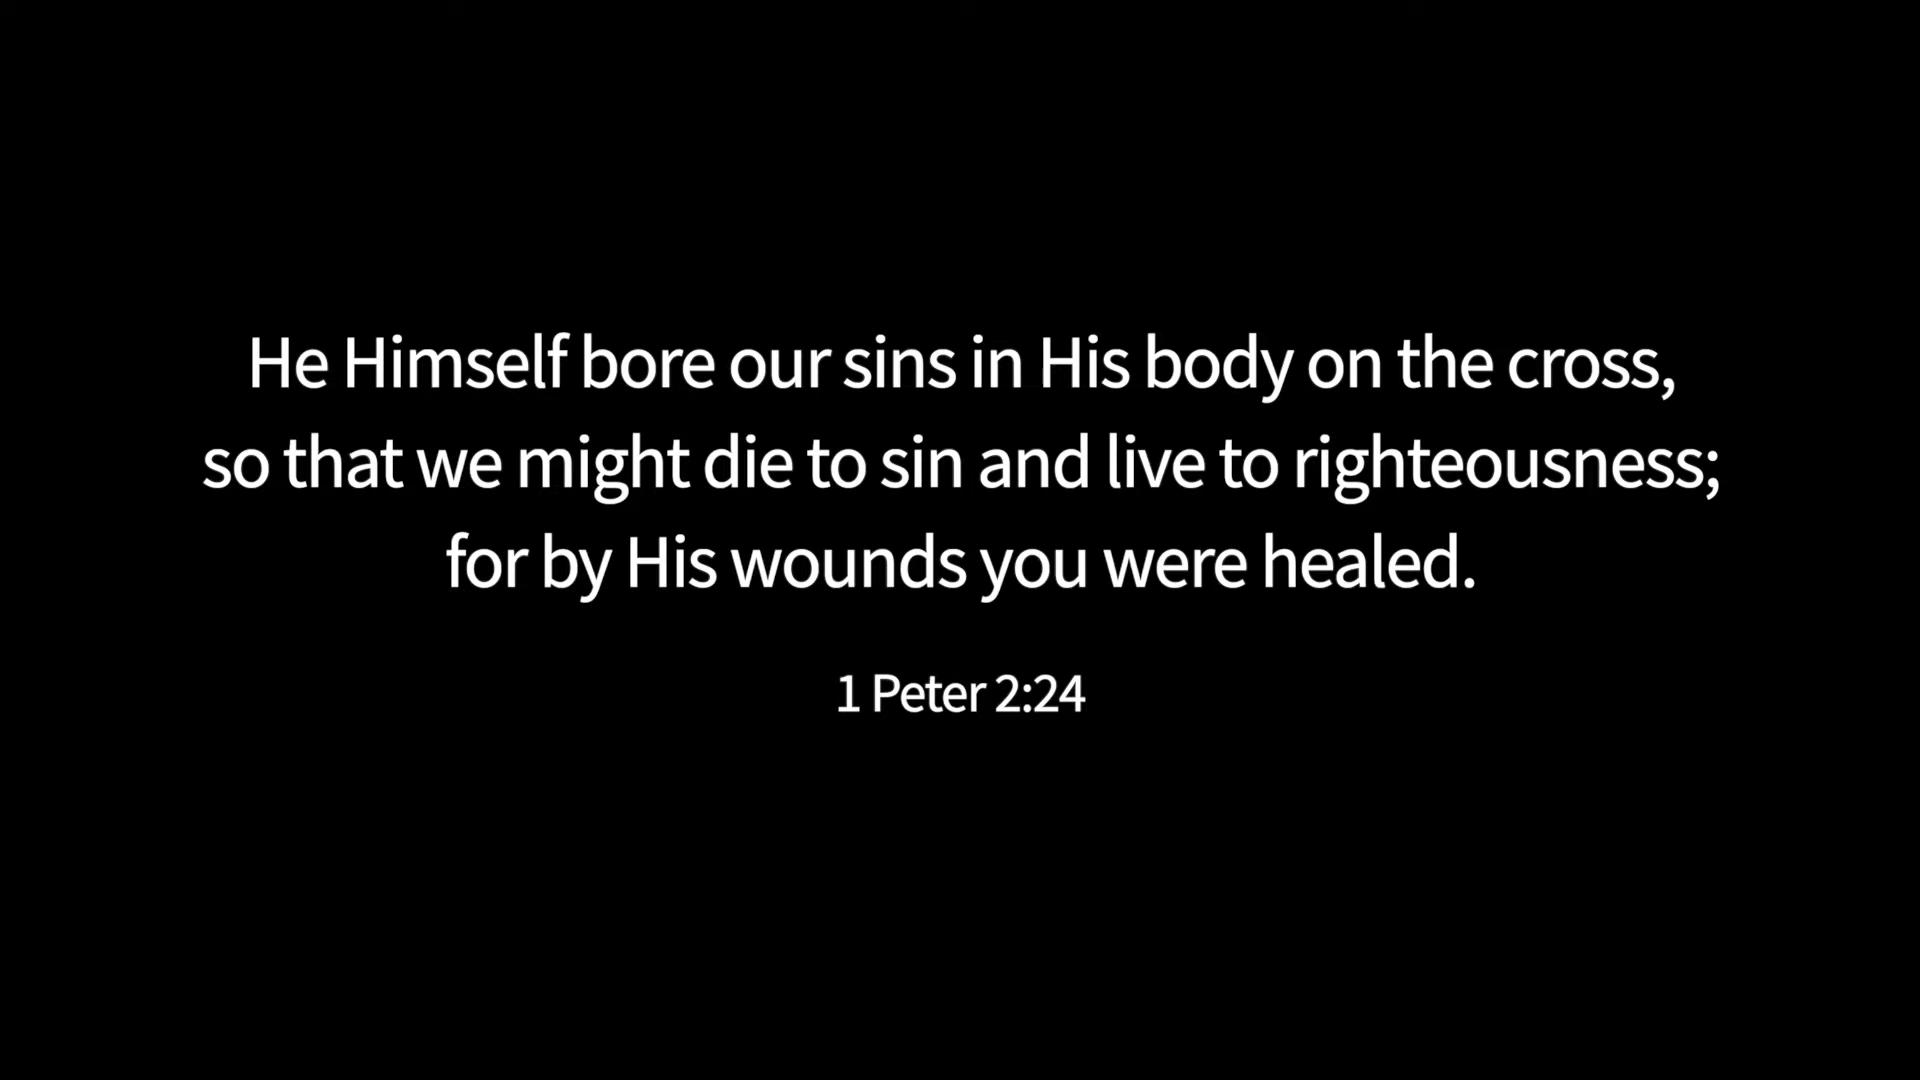 He Himself bore our sins in His body on the cross,
so that we might die to sin and live to righteousness;
for by His wounds you were healed.
1 Peter 2:24